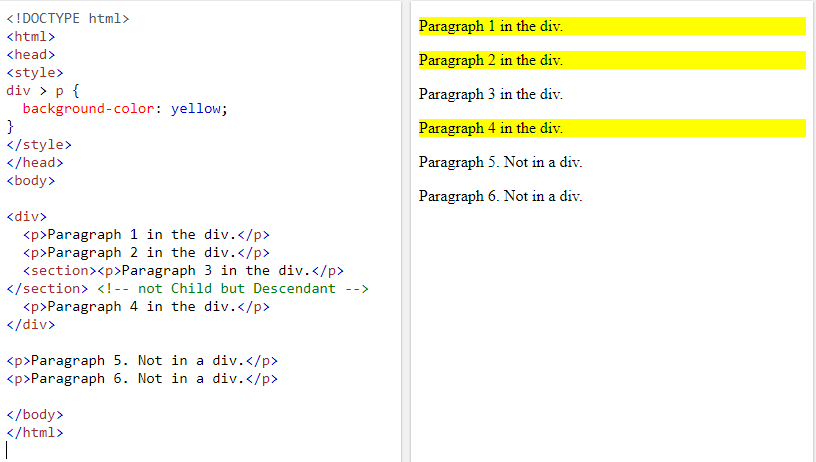 <!DOCTYPE html>
<html>
<head>
<style>
div > p {
  background-color: yellow;
}
</style>
</head>
<body>

<div>
  <p>Paragraph 1 in the div.</p>
  <p>Paragraph 2 in the div.</p>
  <section><p>Paragraph 3 in the div.</p>
</section> <!-- not Child but Descendant -->
  <p>Paragraph 4 in the div.</p>
</div>

<p>Paragraph 5. Not in a div.</p>
<p>Paragraph 6. Not in a div.</p>

</body>
</html>
Paragraph 1 in the div.
Paragraph 2 in the div.
Paragraph 3 in the div.
Paragraph 4 in the div.
Paragraph 5. Not in a div.
Paragraph 6. Not in a div.